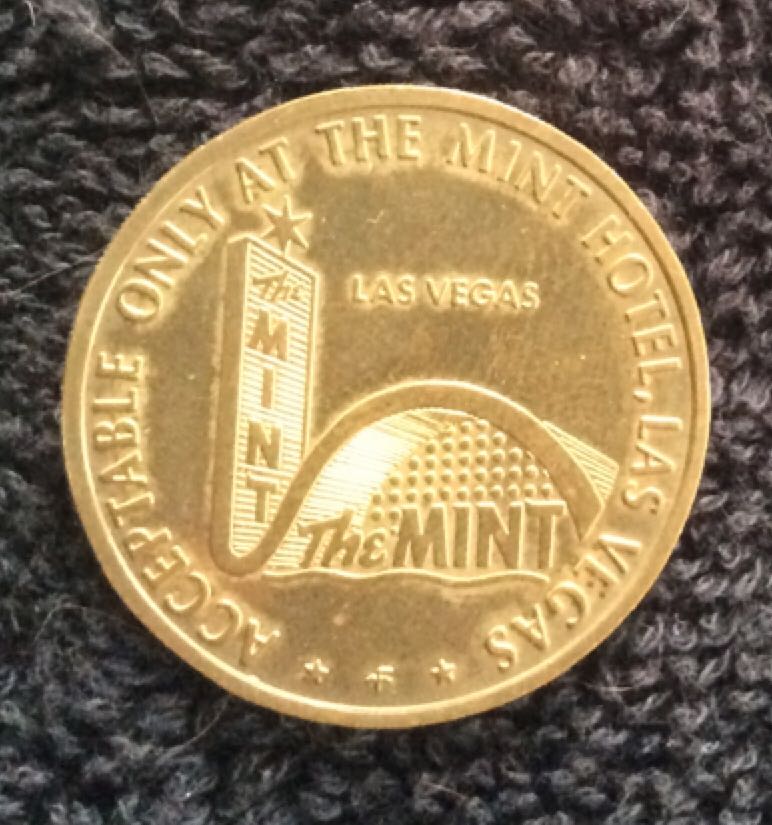 ACCEPTABLE ONLY AT THE MINT HOTEL, LAS VEGAS
The
MINT
LAS VEGAS
The MINT